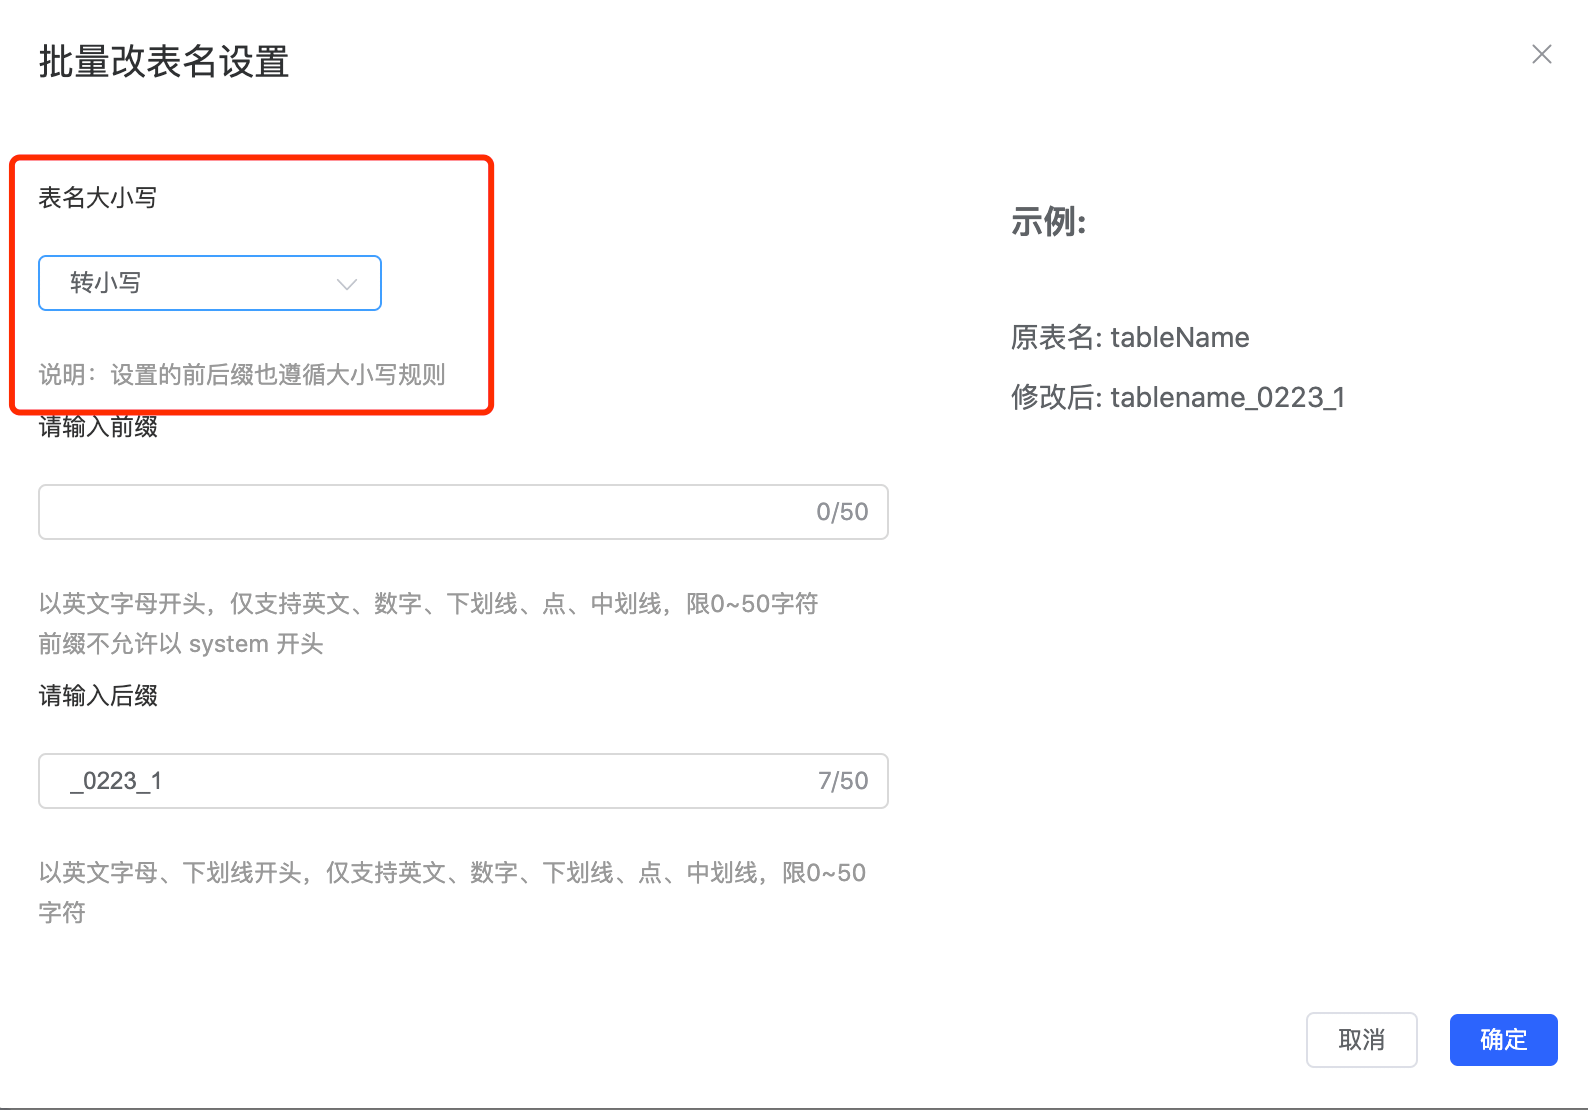 批量改表名设置
表名大小写
转小写
说明：设置的前后缀也遵循大小写规则
请输入前缀
0/50
以英文字母开头，仅支持英文、数字、下划线、点、中划线，限0~50字符
前缀不允许以 system 开头
请输入后缀
_0223_1
7/50
以英文字母、下划线开头，仅支持英文、数字、下划线、点、中划线，限0~50
字符
示例:
原表名: tableName
修改后: tablename_0223_1
取消
确定